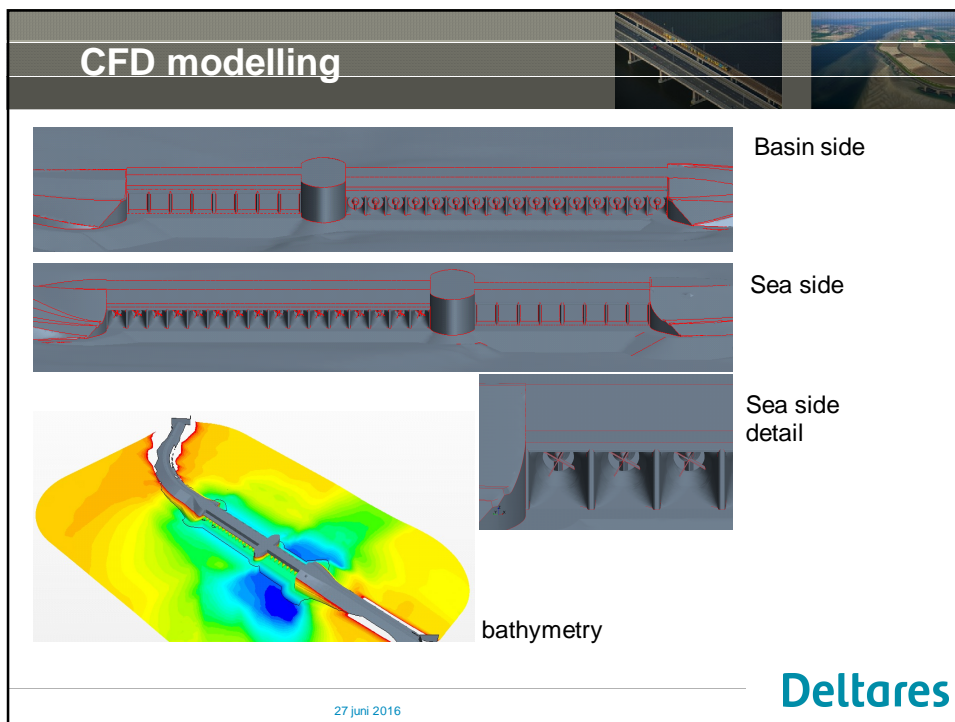 CFD modelling
Basin side
Sea side
Sea side
detail
bathymetry
27 juni 2016
Deltares